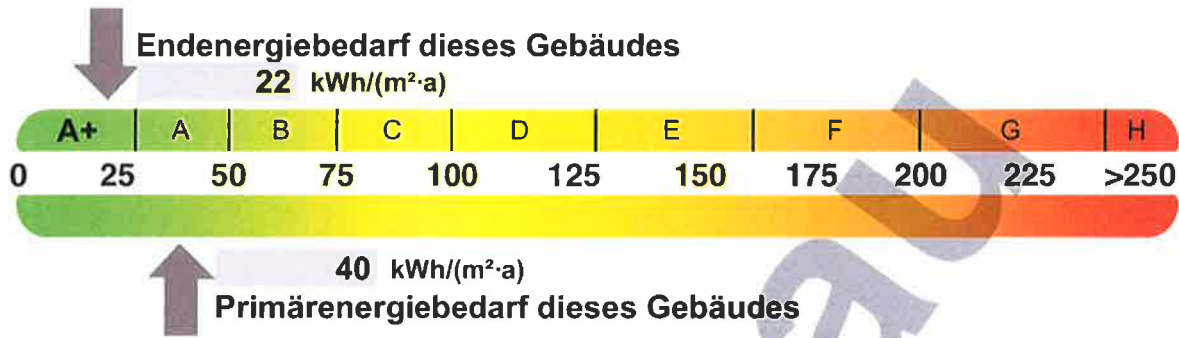 Endenergiebedarf dieses Gebäudes
22 kWh/(m²·a)
A+ A B C D E F G H
0 25 50 75 100 125 150 175 200 225 >250
40 kWh/(m²·a)
Primärenergiebedarf dieses Gebäudes